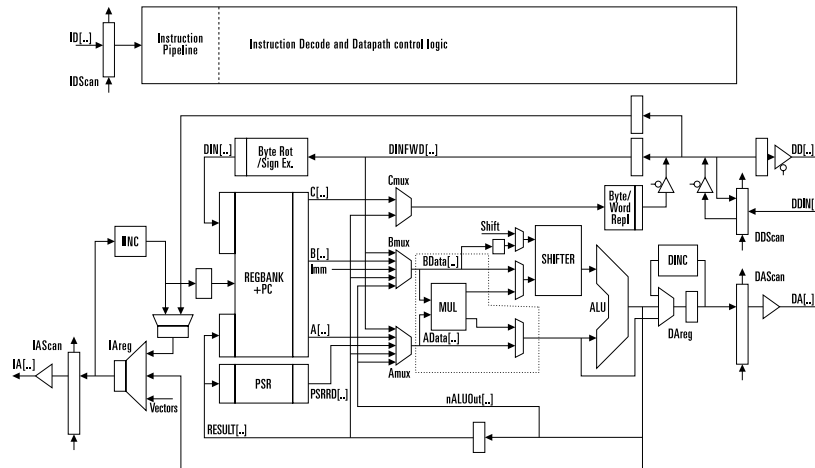 ID[..]
Instruction
Pipeline
Instruction Decode and Datapath control logic
IDScan
DIN[..]
Byte Rot
/Sign Ex.
DINFWD[..]
DD[..]
Cmux
C[..]
Byte/
Word
Repl
DDIN[
DDScan
Shift
IINC
REGBANK
+PC
B[..]
Bmux
Imm
BData[..]
SHIFTER
DINC
DAScan
MUL
ALU
DA[..]
IAScan
IAreg
A[..]
AData[..]
DAreg
IA[..]
Amux
PSR
Vectors
PSRRD[..]
nALUOut[..]
RESULT[..]